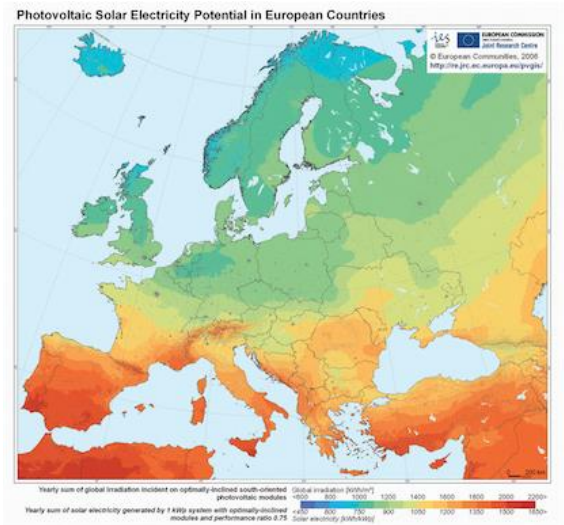 Photovoltaic Solar Electricity Potential in European Countries
ies
EUROPEAN COMMISSION
Joint Research Centre
© European Communities, 2006
http://re.jrc.ec.europa.eu/pvgis/
200 km
Yearly sum of global irradiation incident on optimally-inclined south-oriented
photovoltaic modules
Global irradiation [kWh/m²]
<600 800 1000 1200 1400 1600 1800 2000 2200>
Yearly sum of solar electricity generated by 1 kWp system with optimally-inclined
modules and performance ratio 0.75
<450 600 750 900 1050 1200 1350 1500 1650>
Solar electricity [kWh/kWp]